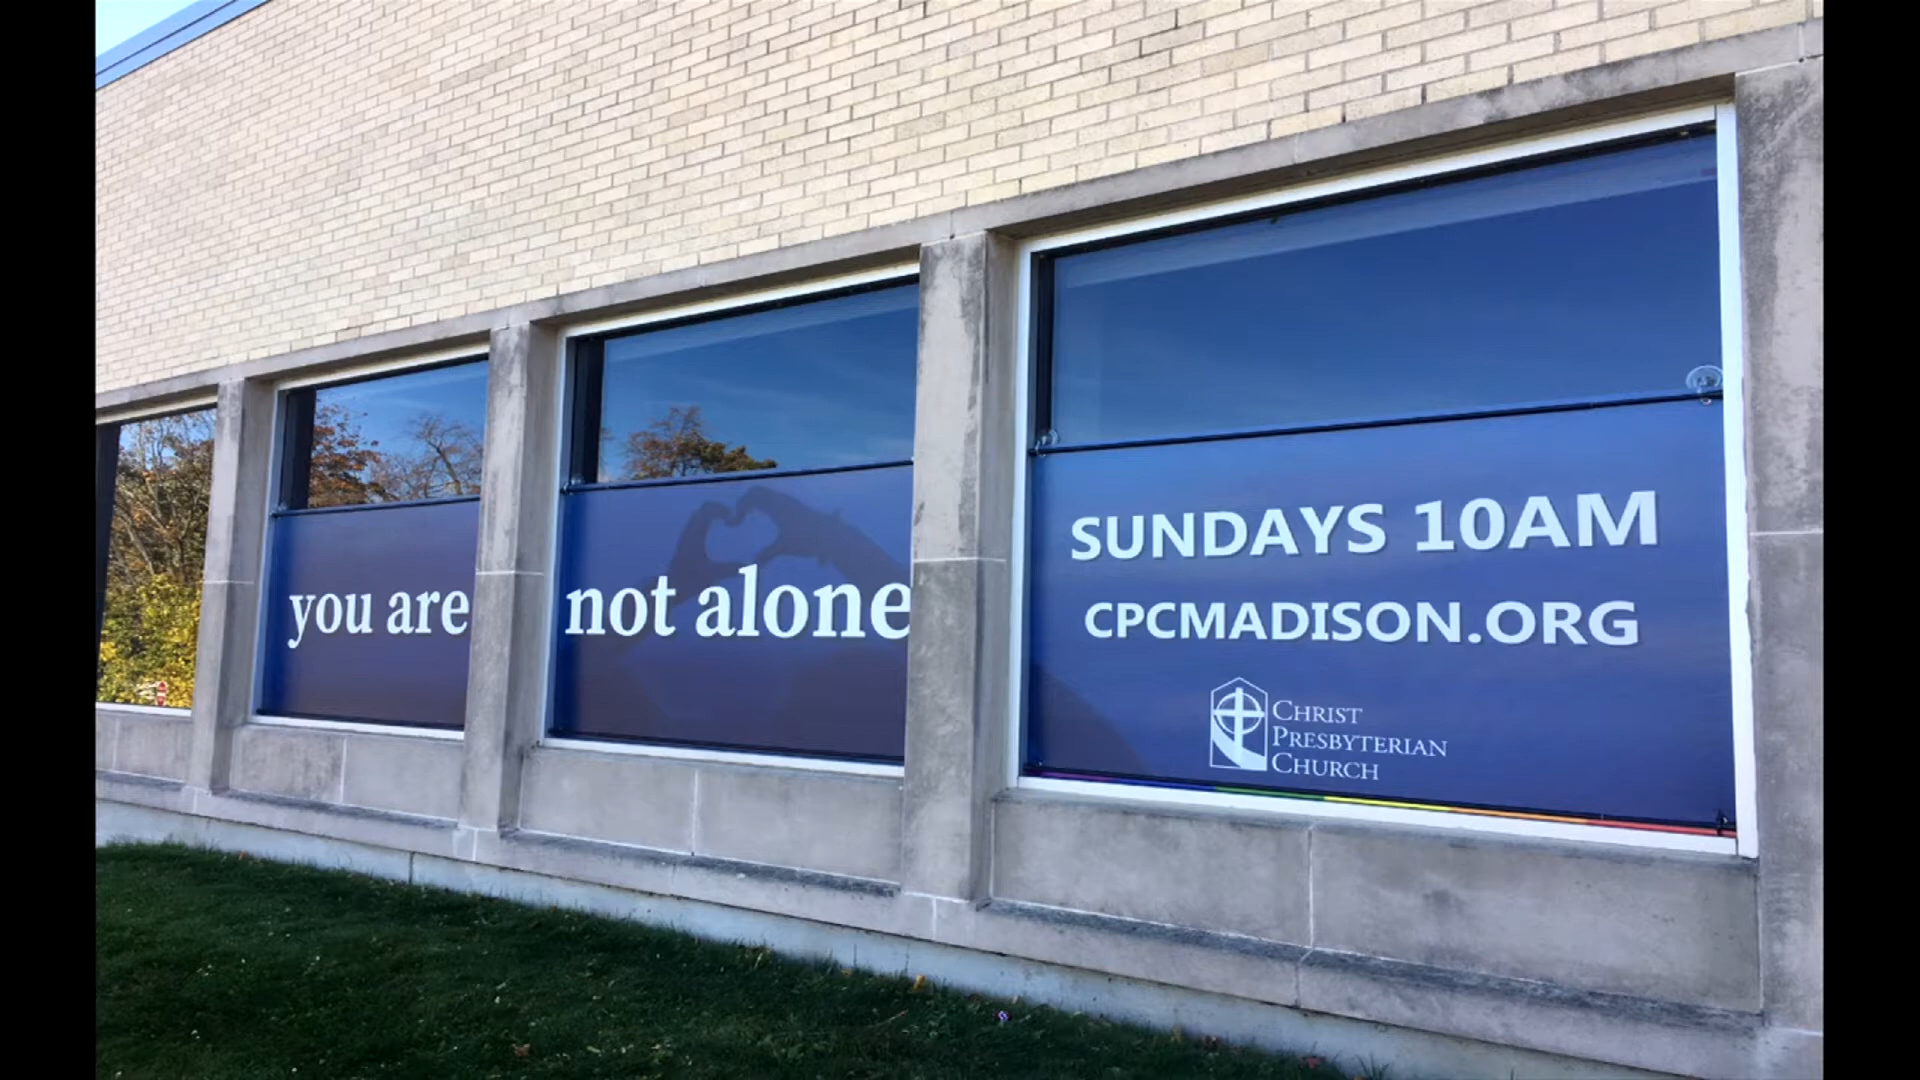 you are not alone
SUNDAYS 10AM
CPCMADISON.ORG
CHRIST
PRESBYTERIAN
CHURCH